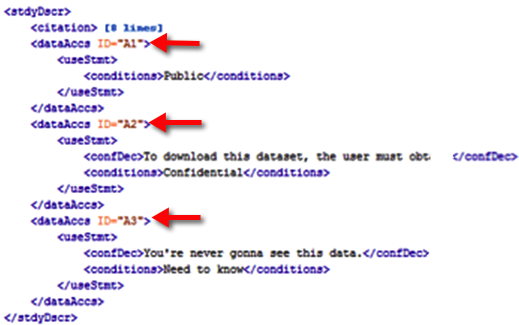 <stdyDscr>
<citation> [8 lines]
<dataAccs ID="A1">
<useStmt>
<conditions>Public</conditions>
</useStmt>
</dataAccs>
<dataAccs ID="A2">
<useStmt>
<confDec>To download this dataset, the user must obt </confDec>
<conditions>Confidential</conditions>
</useStmt>
</dataAccs>
<dataAccs ID="A3">
<useStmt>
<confDec>You're never gonna see this data.</confDec>
<conditions>Need to know</conditions>
</useStmt>
</dataAccs>
</stdyDscr>